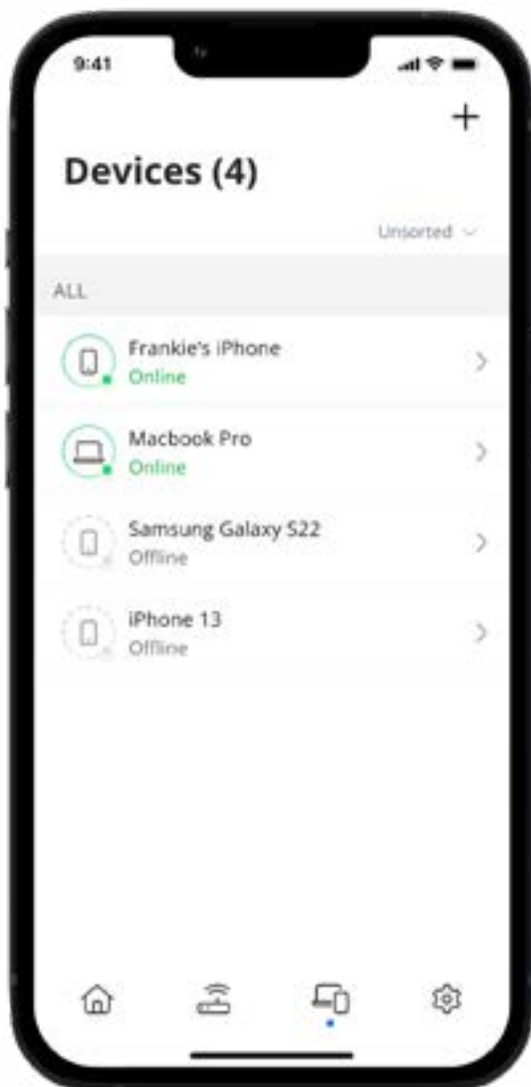 9:41
Devices (4)
Unsorted
ALL
Frankie's iPhone
Online
Macbook Pro
Online
Samsung Galaxy S22
Offline
iPhone 13
Offline